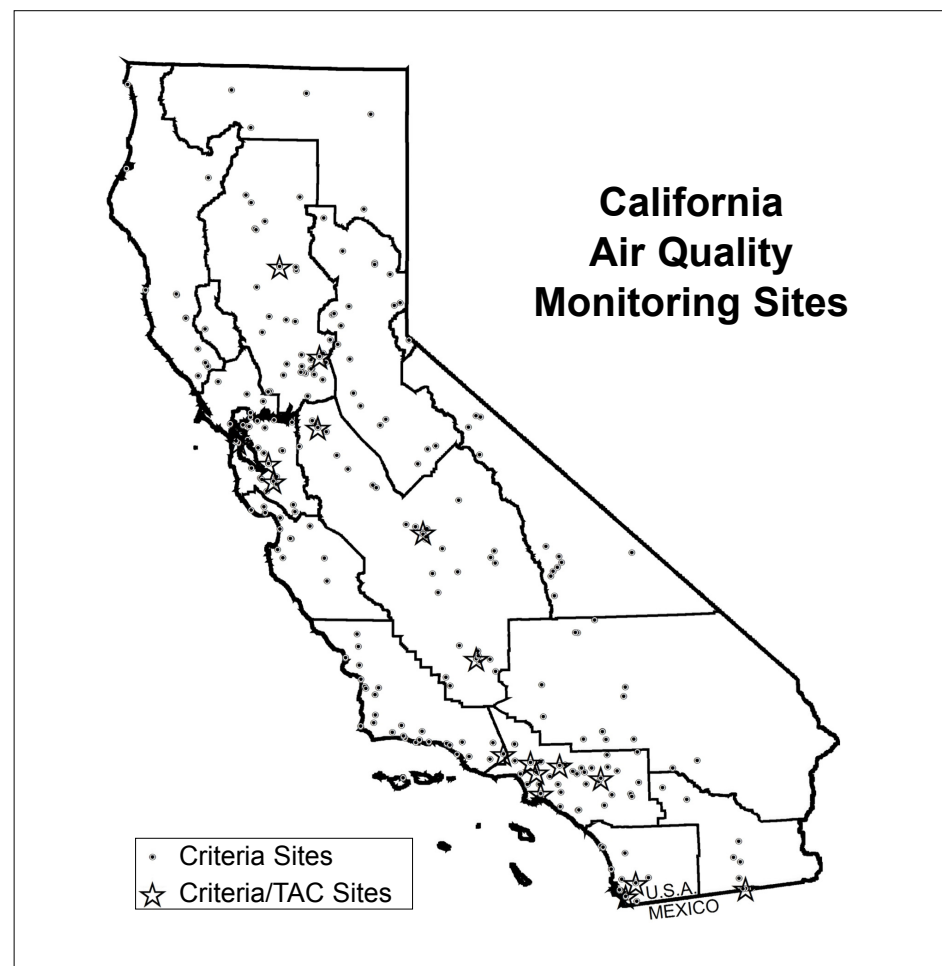 California
Air Quality
Monitoring Sites
Criteria Sites
Criteria/TAC Sites
U.S.A.
MEXICO